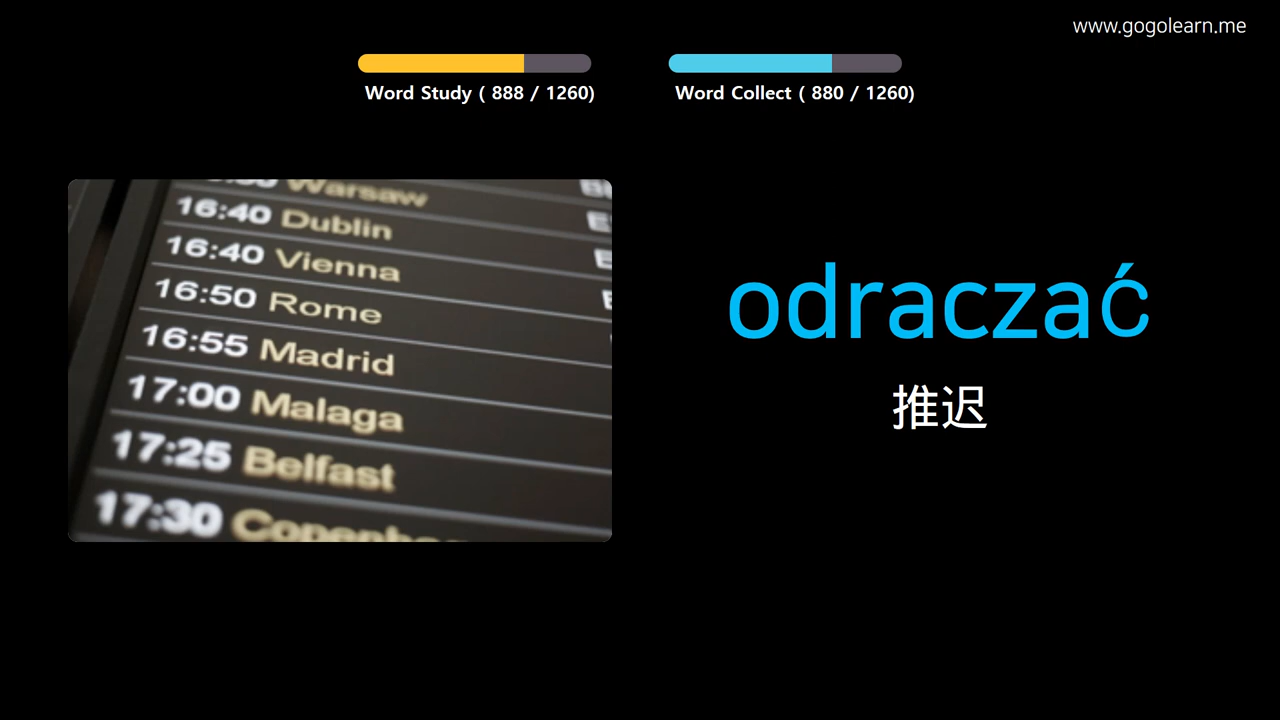 www.gogolearn.me
Word Study ( 888 / 1260)
Word Collect ( 880 / 1260)
Warsaw
16:40 Dublin
16:40 Vienna
16:50 Rome
16:55 Madrid
17:00 Malaga
17:25 Belfast
17:30
odraczać
推迟